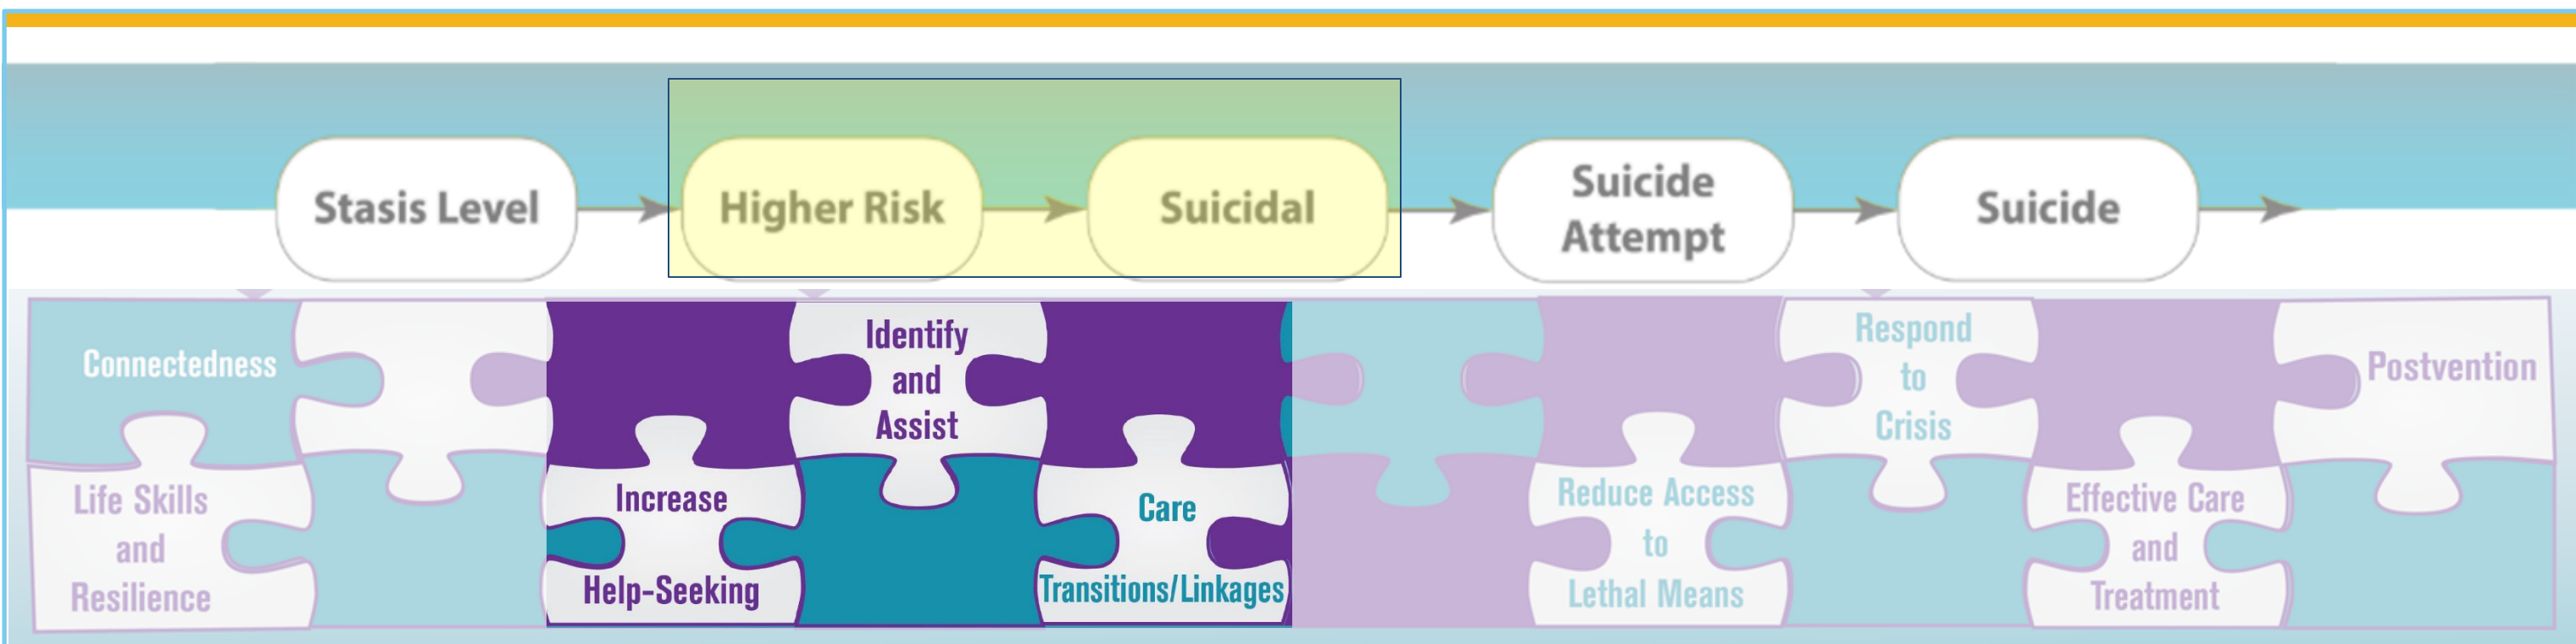 Stasis Level
Higher Risk
Suicidal
Suicide
Attempt
Suicide
Connectedness
Life Skills
and
Resilience
Increase
Help-Seeking
Identify
and
Assist
Care
Transitions/Linkages
Reduce Access
to
Lethal Means
Respond
to
Crisis
Effective Care
and
Treatment
Postvention